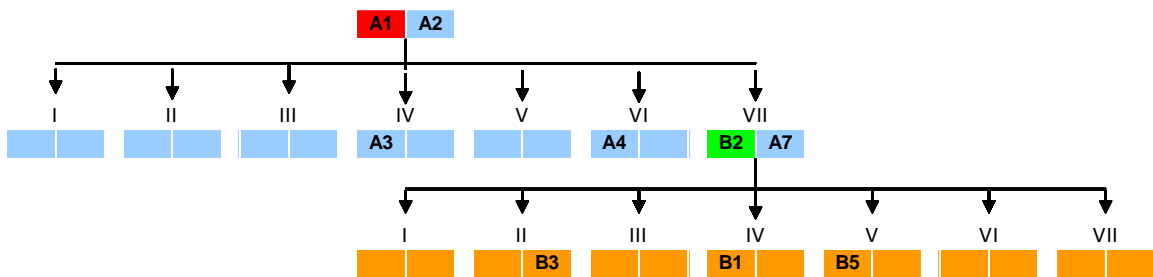 A1 A2
I II III IV V VI VII
A3 A4 B2 A7
I II III IV V VI VII
B3 B1 B5